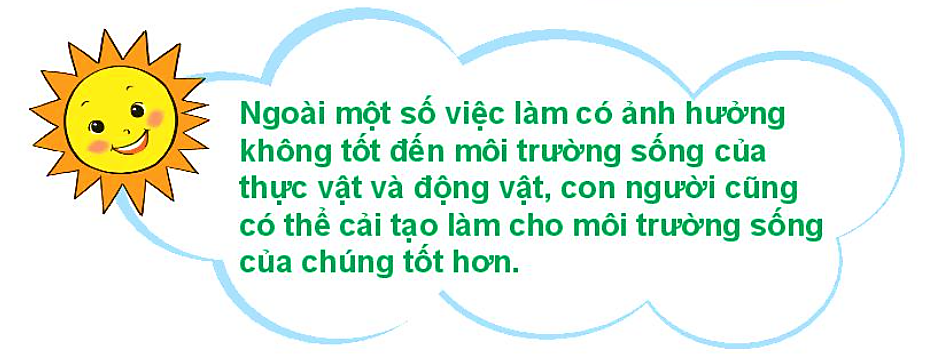 Ngoài một số việc làm có ảnh hưởng
không tốt đến môi trường sống của
thực vật và động vật, con người cũng
có thể cải tạo làm cho môi trường sống
của chúng tốt hơn.